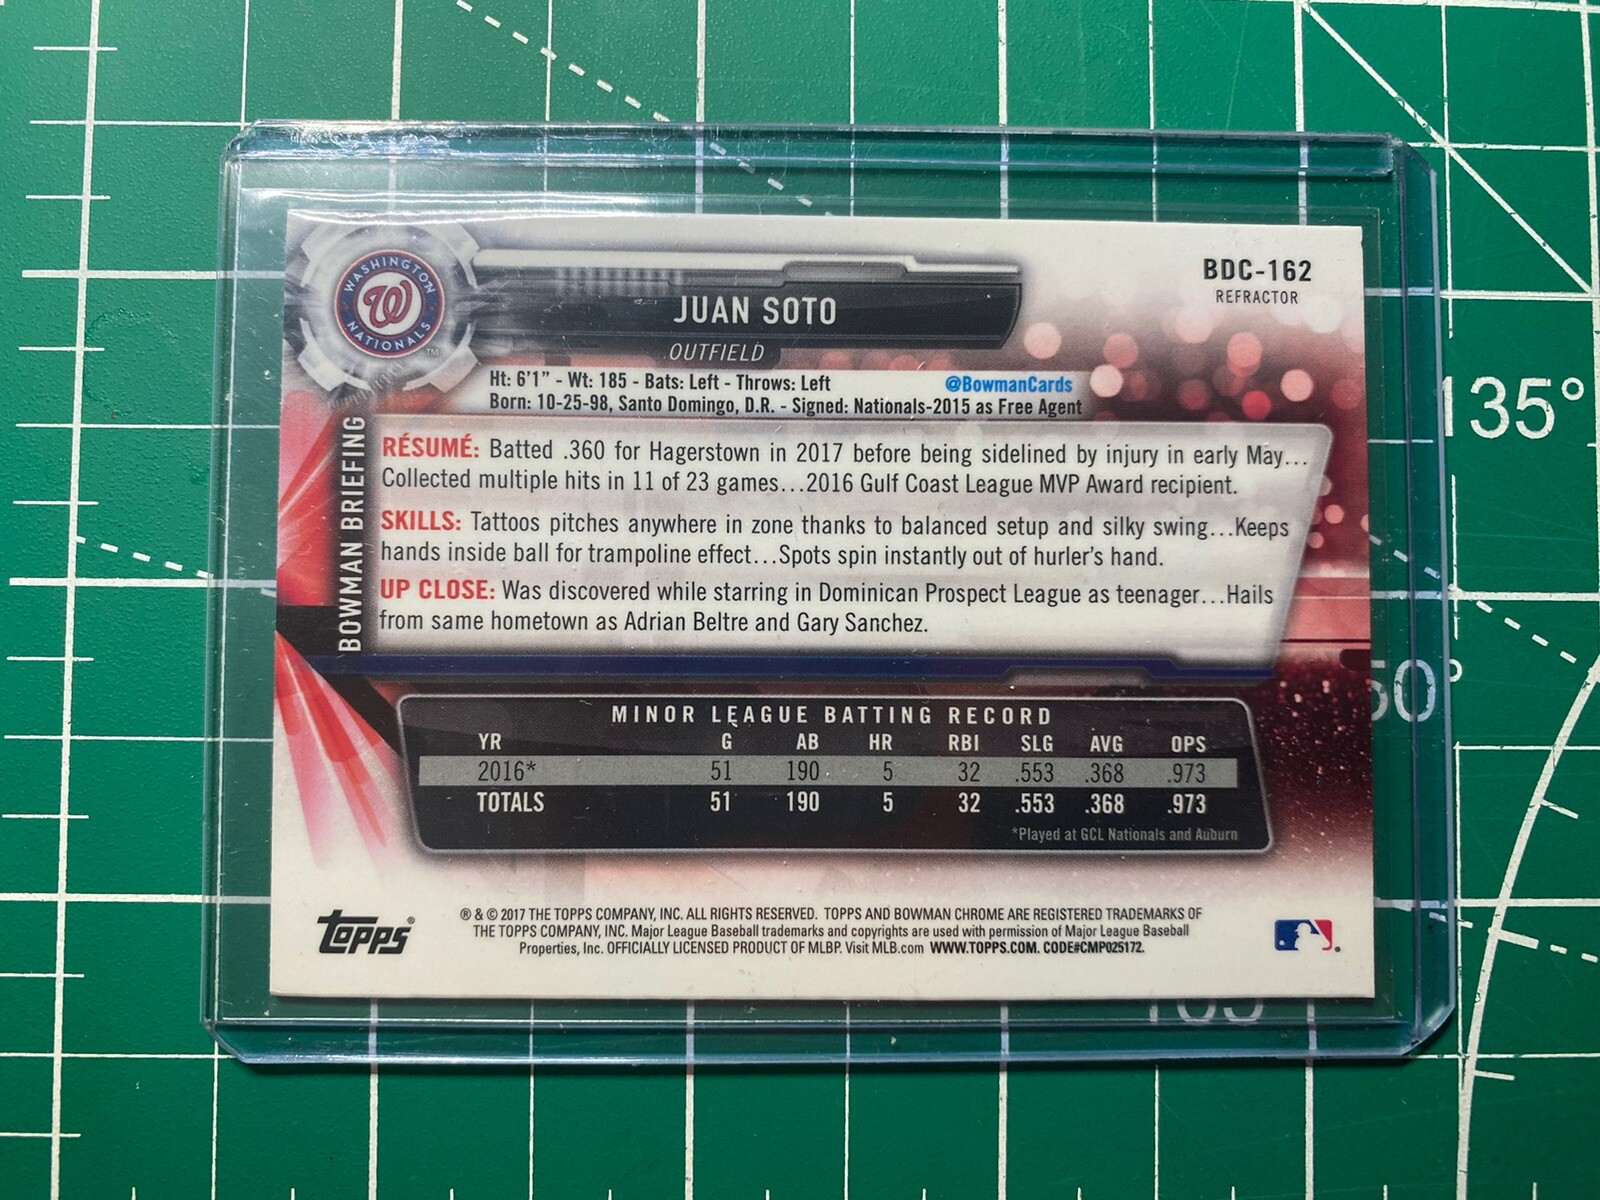 WASHINGTON
W
NATIONALS™
JUAN SOTO
OUTFIELD
BDC-162
REFRACTOR
Ht: 6'1" - Wt: 185 - Bats: Left - Throws: Left
@BowmanCards
Born: 10-25-98, Santo Domingo, D.R. - Signed: Nationals-2015 as Free Agent
BOWMAN BRIEFING
RÉSUMÉ: Batted .360 for Hagerstown in 2017 before being sidelined by injury in early May...
Collected multiple hits in 11 of 23 games...2016 Gulf Coast League MVP Award recipient.
SKILLS: Tattoos pitches anywhere in zone thanks to balanced setup and silky swing...Keeps
hands inside ball for trampoline effect...Spots spin instantly out of hurler's hand.
UP CLOSE: Was discovered while starring in Dominican Prospect League as teenager...Hails
from same hometown as Adrian Beltre and Gary Sanchez.
MINOR LEAGUE BATTING RECORD
YR G AB HR RBI SLG AVG OPS
2016* 51 190 5 32 .553 .368 .973
TOTALS 51 190 5 32 .553 .368 .973
*Played at GCL Nationals and Auburn
topps®
® & © 2017 THE TOPPS COMPANY, INC. ALL RIGHTS RESERVED. TOPPS AND BOWMAN CHROME ARE REGISTERED TRADEMARKS OF
THE TOPPS COMPANY, INC. Major League Baseball trademarks and copyrights are used with permission of Major League Baseball
Properties, Inc. OFFICIALLY LICENSED PRODUCT OF MLBP. Visit MLB.com WWW.TOPPS.COM. CODE#CMP025172.
135°